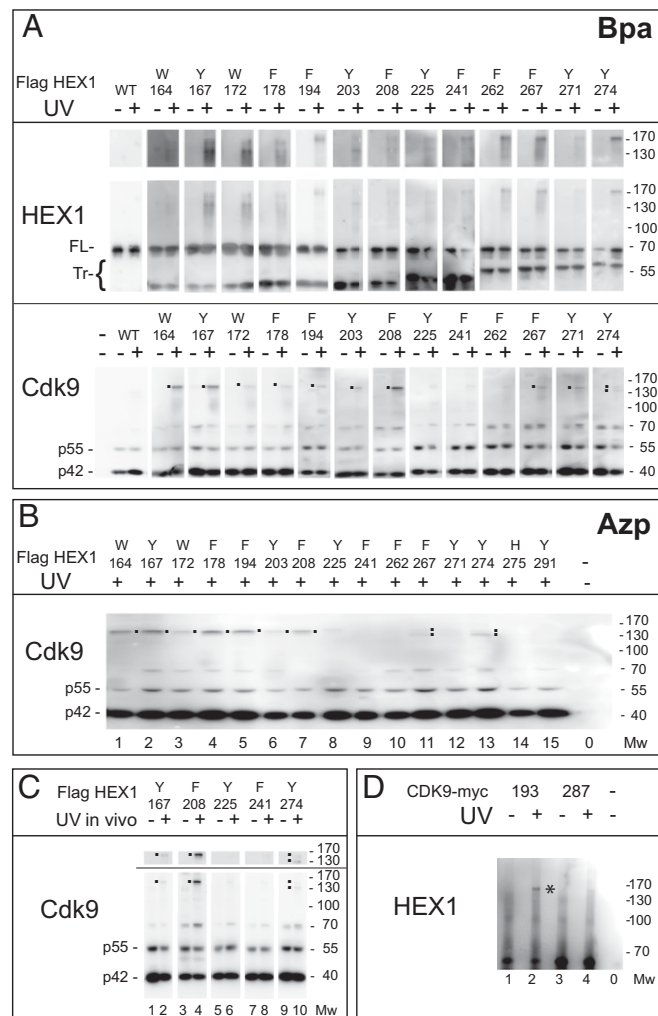 A Bpa
W Y W F F Y F Y F F F Y Y
Flag HEX1 WT 164 167 172 178 194 203 208 225 241 262 267 271 274
UV - + - + - + - + - + - + - + - + - + - + - + - + - + - +
- 170
- 130
HEX1
- 170
- 130
- 100
FL- - 70
Tr-{ - 55
W Y W F F Y F Y F F F Y Y
- WT 164 167 172 178 194 203 208 225 241 262 267 271 274
- - + - + - + - + - + - + - + - + - + - + - + - + - + - +
Cdk9
- 170
- 130
- 100
- 70
p55 - - 55
p42 - - 40
B Azp
W Y W F F Y F Y F F F Y Y H Y
Flag HEX1 164 167 172 178 194 203 208 225 241 262 267 271 274 275 291 -
UV + + + + + + + + + + + + + + + -
Cdk9
- 170
- 130
- 100
- 70
p55 - - 55
p42 - - 40
1 2 3 4 5 6 7 8 9 10 11 12 13 14 15 0 Mw
C
Y F Y F Y
Flag HEX1 167 208 225 241 274
UV in vivo - + - + - + - + - +
- 170
- 130
Cdk9
- 170
- 130
- 100
- 70
p55 - - 55
p42 - - 40
1 2 3 4 5 6 7 8 9 10 Mw
D
CDK9-myc 193 287 -
UV - + - + -
HEX1
*
-170
-130
-100
- 70
1 2 3 4 0 Mw